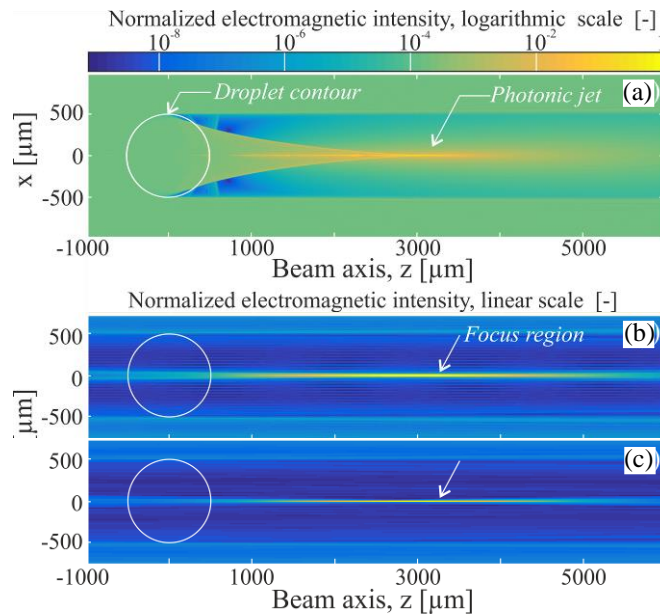 Normalized electromagnetic intensity, logarithmic scale [-]
10⁻⁸ 10⁻⁶ 10⁻⁴ 10⁻²
Droplet contour
Photonic jet
(a)
x [µm]
500
0
-500
-1000 1000 3000 5000
Beam axis, z [µm]
Normalized electromagnetic intensity, linear scale [-]
(b)
Focus region
500
0
-500
[µm]
(c)
500
0
-500
-1000 1000 3000 5000
Beam axis, z [µm]